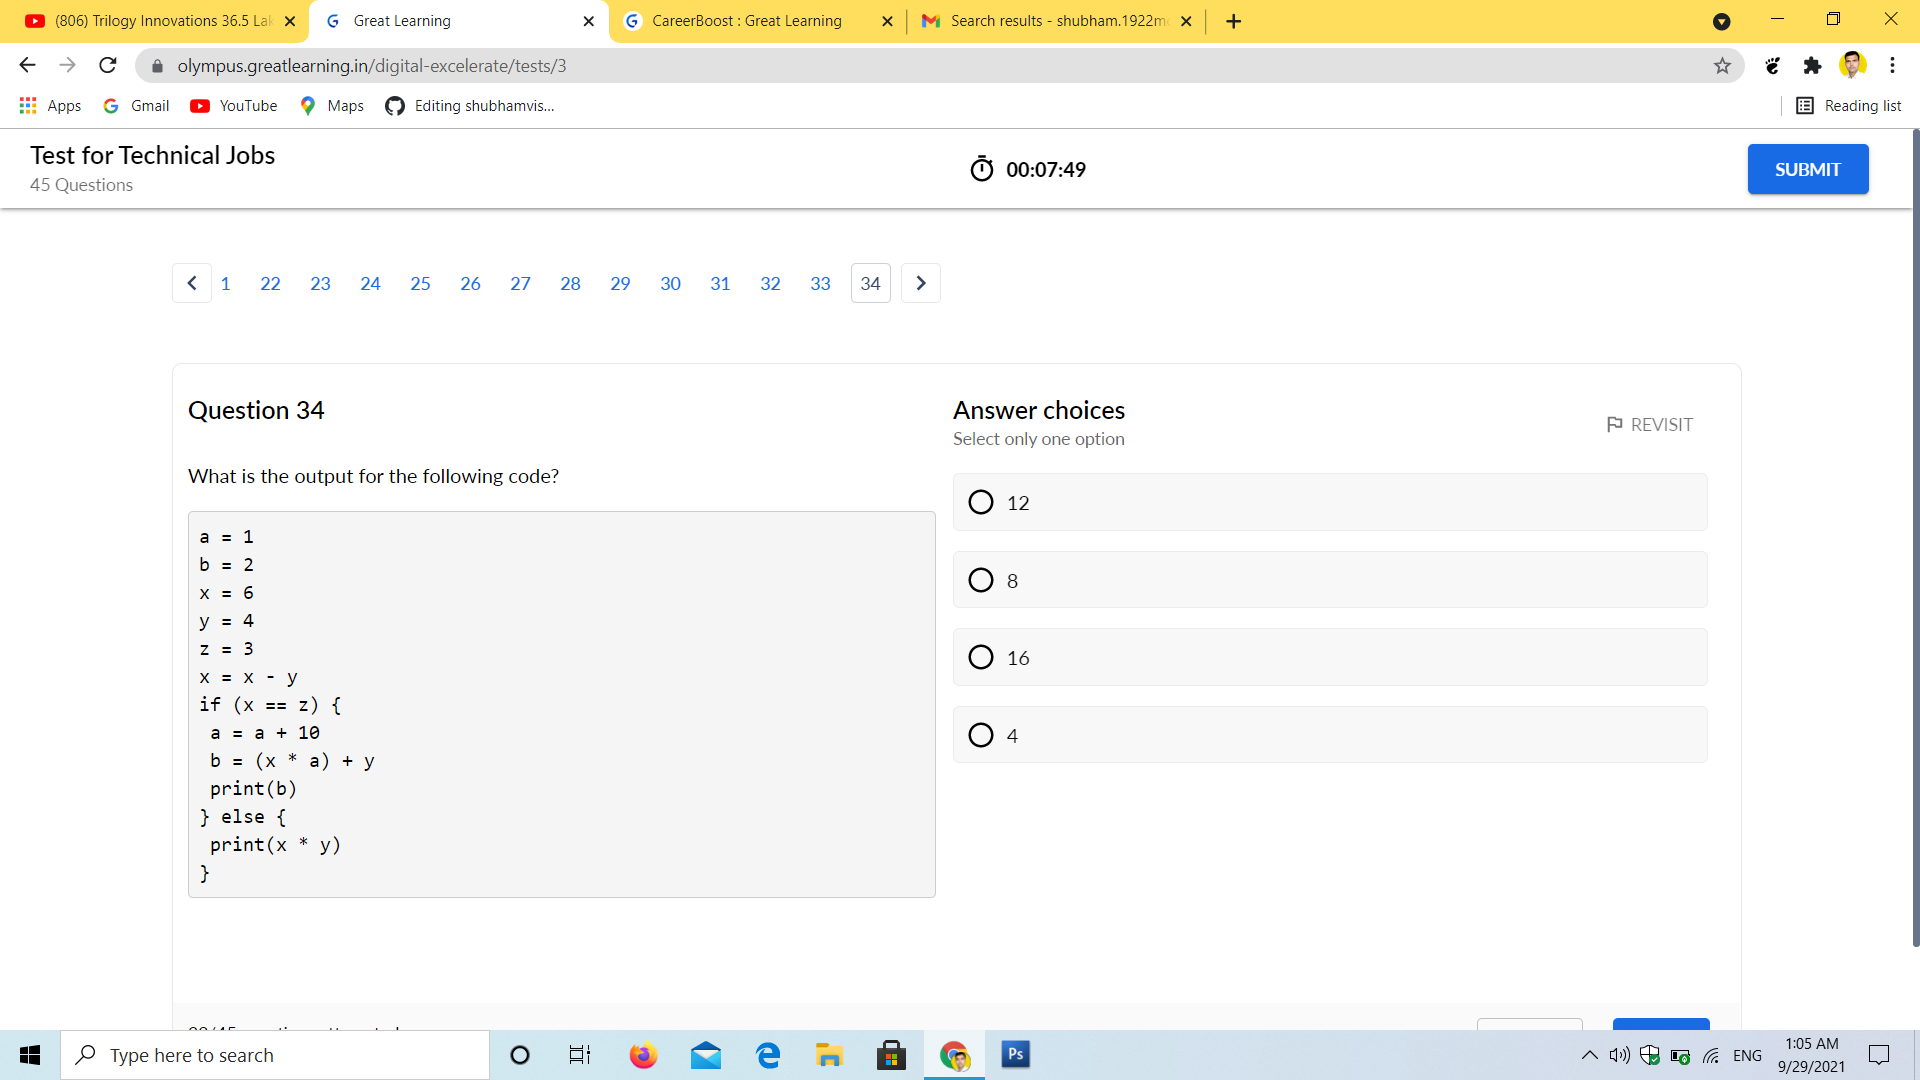 (806) Trilogy Innovations 36.5 Lak
Great Learning
CareerBoost : Great Learning
Search results - shubham.1922m
olympus.greatlearning.in/digital-excelerate/tests/3
Apps
Gmail
YouTube
Maps
Editing shubhamvis...
Reading list
Test for Technical Jobs
45 Questions
00:07:49
SUBMIT
1 22 23 24 25 26 27 28 29 30 31 32 33 34
Question 34
What is the output for the following code?
a = 1
b = 2
x = 6
y = 4
z = 3
x = x - y
if (x == z) {
a = a + 10
b = (x * a) + y
print(b)
} else {
print(x * y)
}
Answer choices
Select only one option
REVISIT
12
8
16
4
Type here to search
Ps
ENG
1:05 AM
9/29/2021